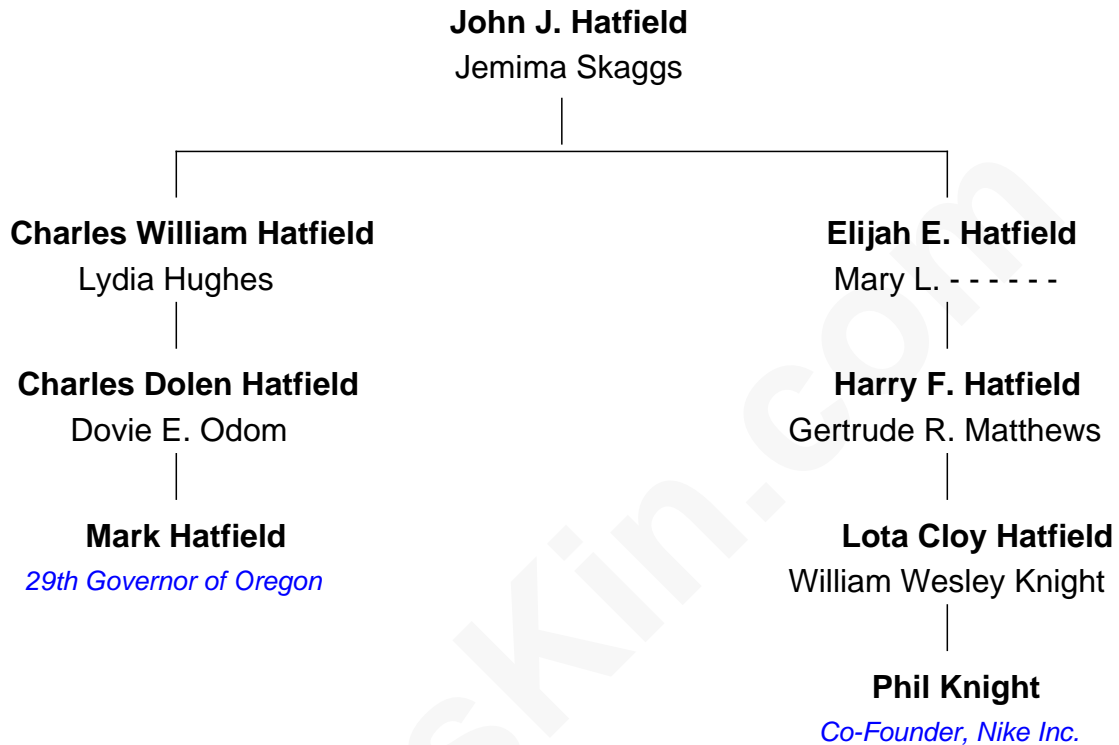 John J. Hatfield
Jemima Skaggs
Charles William Hatfield
Lydia Hughes
Elijah E. Hatfield
Mary L. - - - - - -
Charles Dolen Hatfield
Dovie E. Odom
Harry F. Hatfield
Gertrude R. Matthews
Mark Hatfield
29th Governor of Oregon
Lota Cloy Hatfield
William Wesley Knight
Phil Knight
Co-Founder, Nike Inc.
sKin.com